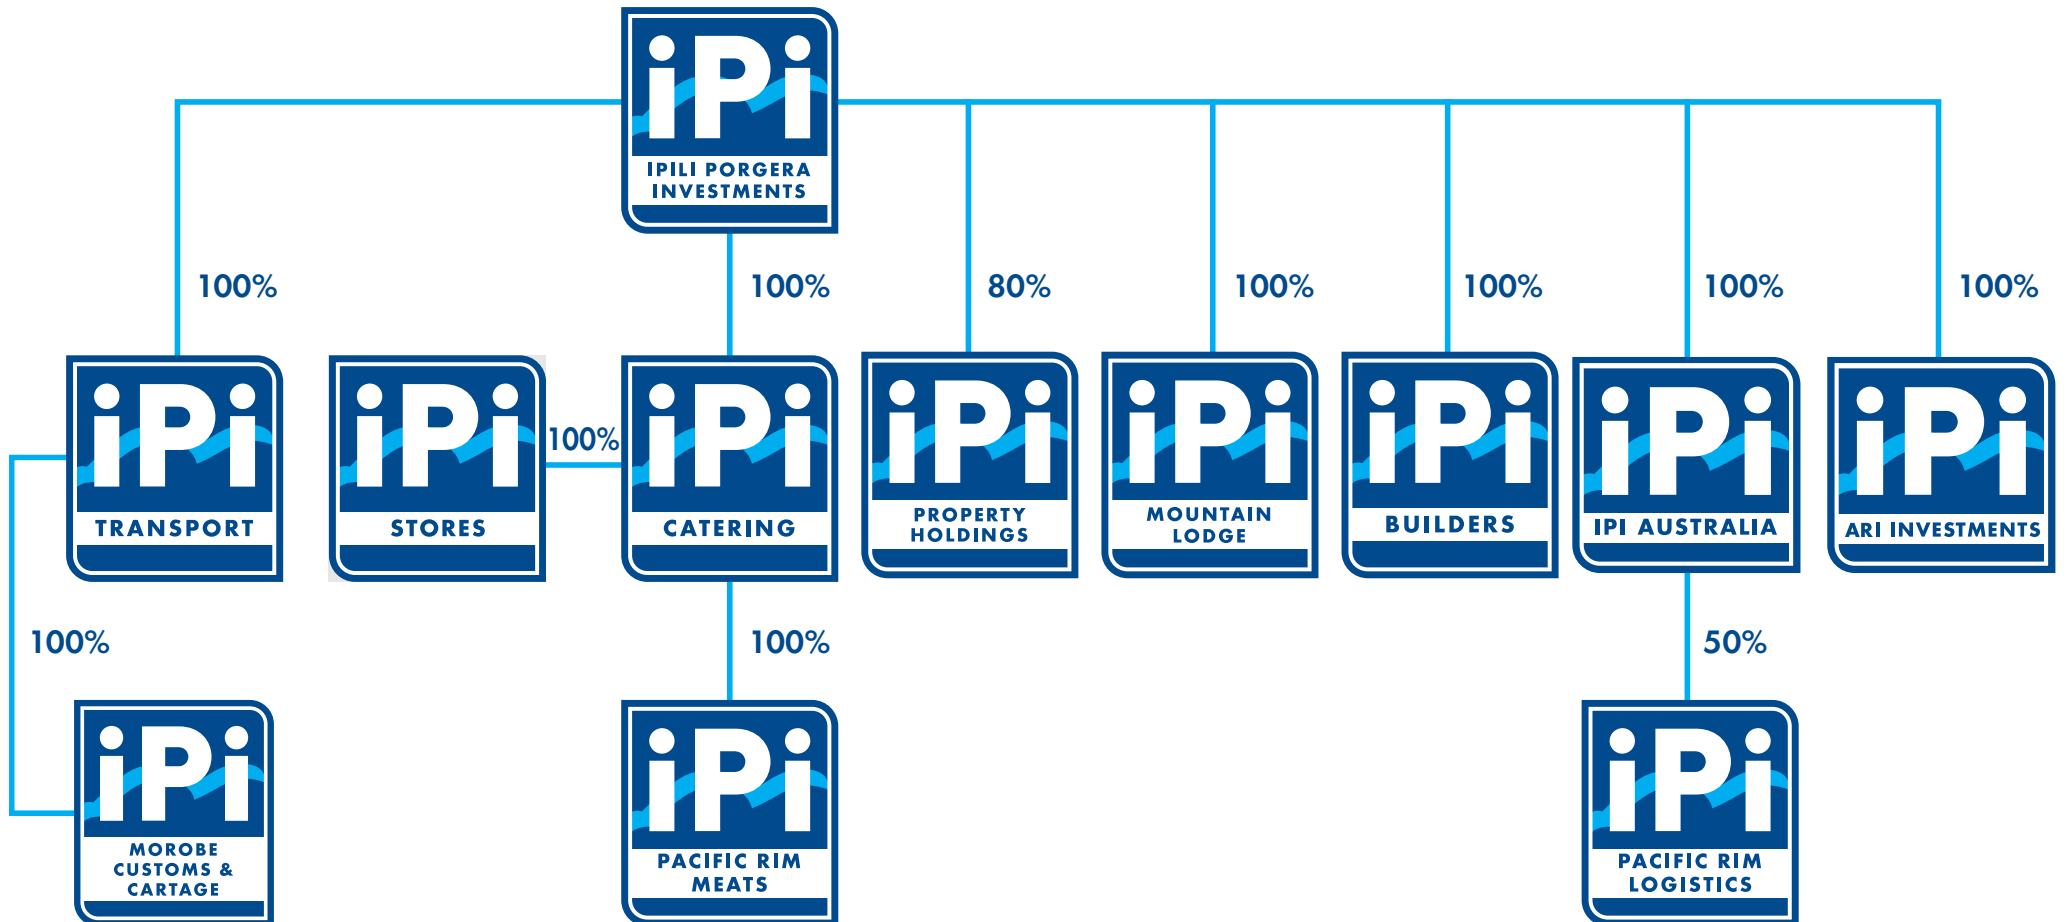 iPi
IPILI PORGERA
INVESTMENTS
100%
100%
80%
100%
100%
100%
100%
iPi
TRANSPORT
iPi
STORES
100%
iPi
CATERING
iPi
PROPERTY
HOLDINGS
iPi
MOUNTAIN
LODGE
iPi
BUILDERS
iPi
IPI AUSTRALIA
iPi
ARI INVESTMENTS
100%
100%
50%
iPi
MOROBE
CUSTOMS &
CARTAGE
iPi
PACIFIC RIM
MEATS
iPi
PACIFIC RIM
LOGISTICS